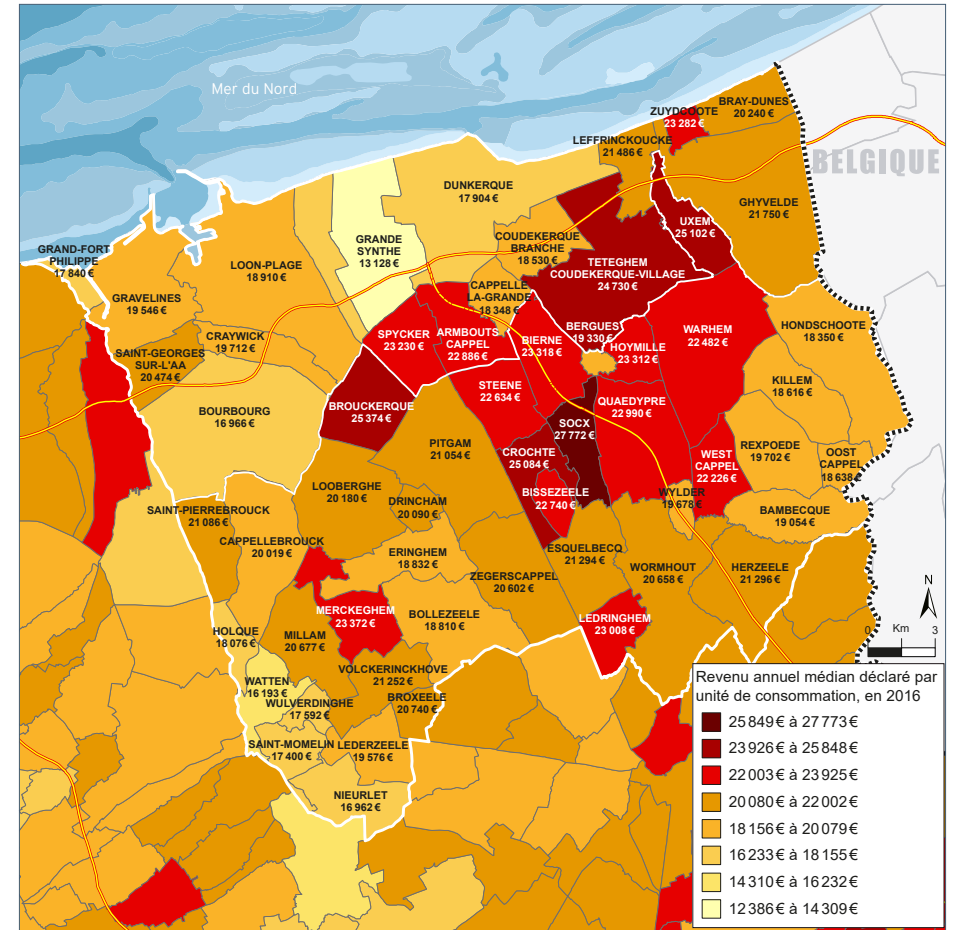 Mer du Nord
BELGIQUE
ZUYDCOOTE
23 282 €
BRAY-DUNES
20 240 €
LEFFRINCKOUCKE
21 486 €
GHYVELDE
21 750 €
UXEM
25 102 €
DUNKERQUE
17 904 €
COUDEKERQUE
BRANCHE
18 530 €
GRANDE
SYNTHE
13 128 €
TETEGHEM
COUDEKERQUE-VILLAGE
24 730 €
GRAND-FORT
PHILIPPE
17 840 €
LOON-PLAGE
18 910 €
GRAVELINES
19 546 €
CAPPELLE
LA-GRANDE
18 348 €
CRAYWICK
19 712 €
SAINT-GEORGES
SUR-L'AA
20 474 €
SPYCKER
23 230 €
ARMBOUTS
CAPPEL
22 886 €
BIERNE
23 318 €
BERGUES
19 330 €
HOYMILLE
23 312 €
WARHEM
22 482 €
HONDSCHOOTE
18 350 €
KILLEM
18 616 €
BOURBOURG
16 966 €
BROUCKERQUE
25 374 €
STEENE
22 634 €
QUAEDYPRE
22 990 €
SOCX
27 772 €
PITGAM
21 054 €
CROCHTE
25 084 €
BISSEZEELE
22 740 €
WEST
CAPPEL
22 226 €
REXPOEDE
19 702 €
OOST
CAPPEL
18 638 €
LOOBERGHE
20 180 €
DRINCHAM
20 090 €
WYLDER
19 678 €
BAMBECQUE
19 054 €
SAINT-PIERREBROUCK
21 086 €
CAPPELLEBROUCK
20 019 €
ERINGHEM
18 832 €
ESQUELBECQ
21 294 €
ZEGERSCAPPEL
20 602 €
WORMHOUT
20 658 €
HERZEELE
21 296 €
MERCKEGHEM
23 372 €
BOLLEZEELE
18 810 €
LEDRINGHEM
23 008 €
HOLQUE
18 076 €
MILLAM
20 677 €
VOLCKERINCKHOVE
21 252 €
WATTEN
16 193 €
WULVERDINGHE
17 592 €
BROXEELE
20 740 €
SAINT-MOMELIN
17 400 €
LEDERZEELE
19 576 €
NIEURLET
16 962 €
N
0 Km 3
Revenu annuel médian déclaré par
unité de consommation, en 2016
25 849 € à 27 773 €
23 926 € à 25 848 €
22 003 € à 23 925 €
20 080 € à 22 002 €
18 156 € à 20 079 €
16 233 € à 18 155 €
14 310 € à 16 232 €
12 386 € à 14 309 €